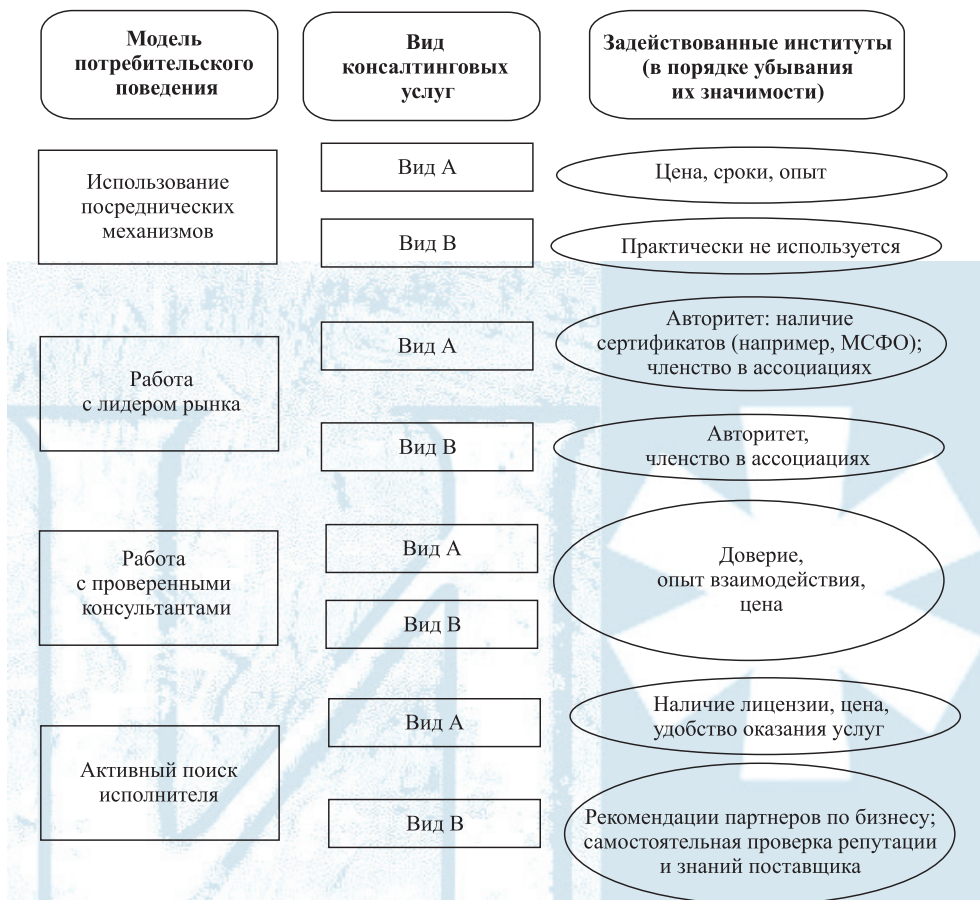 Модель
потребительского
поведения
Вид
консалтинговых
услуг
Задействованные институты
(в порядке убывания
их значимости)
Использование
посреднических
механизмов
Вид А
Цена, сроки, опыт
Вид В
Практически не используется
Работа
с лидером рынка
Вид А
Авторитет: наличие
сертификатов (например, МСФО);
членство в ассоциациях
Вид В
Авторитет,
членство в ассоциациях
Работа
с проверенными
консультантами
Вид А
Вид В
Доверие,
опыт взаимодействия,
цена
Активный поиск
исполнителя
Вид А
Наличие лицензии, цена,
удобство оказания услуг
Вид В
Рекомендации партнеров по бизнесу;
самостоятельная проверка репутации
и знаний поставщика